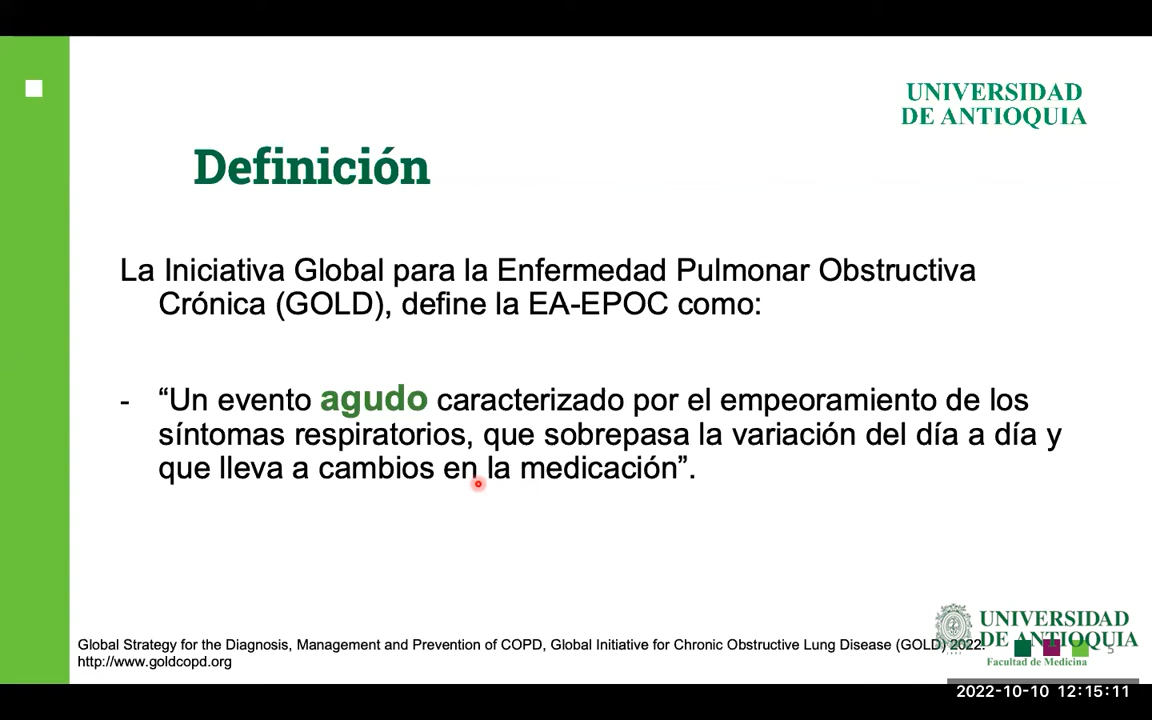 UNIVERSIDAD
DE ANTIOQUIA
Definición
La Iniciativa Global para la Enfermedad Pulmonar Obstructiva
Crónica (GOLD), define la EA-EPOC como:
- “Un evento agudo caracterizado por el empeoramiento de los
síntomas respiratorios, que sobrepasa la variación del día a día y
que lleva a cambios en la medicación”.
Global Strategy for the Diagnosis, Management and Prevention of COPD, Global Initiative for Chronic Obstructive Lung Disease (GOLD) 2022.
http://www.goldcopd.org
UNIVERSIDAD
DE ANTIOQUIA
Facultad de Medicina
5
2022-10-10 12:15:11